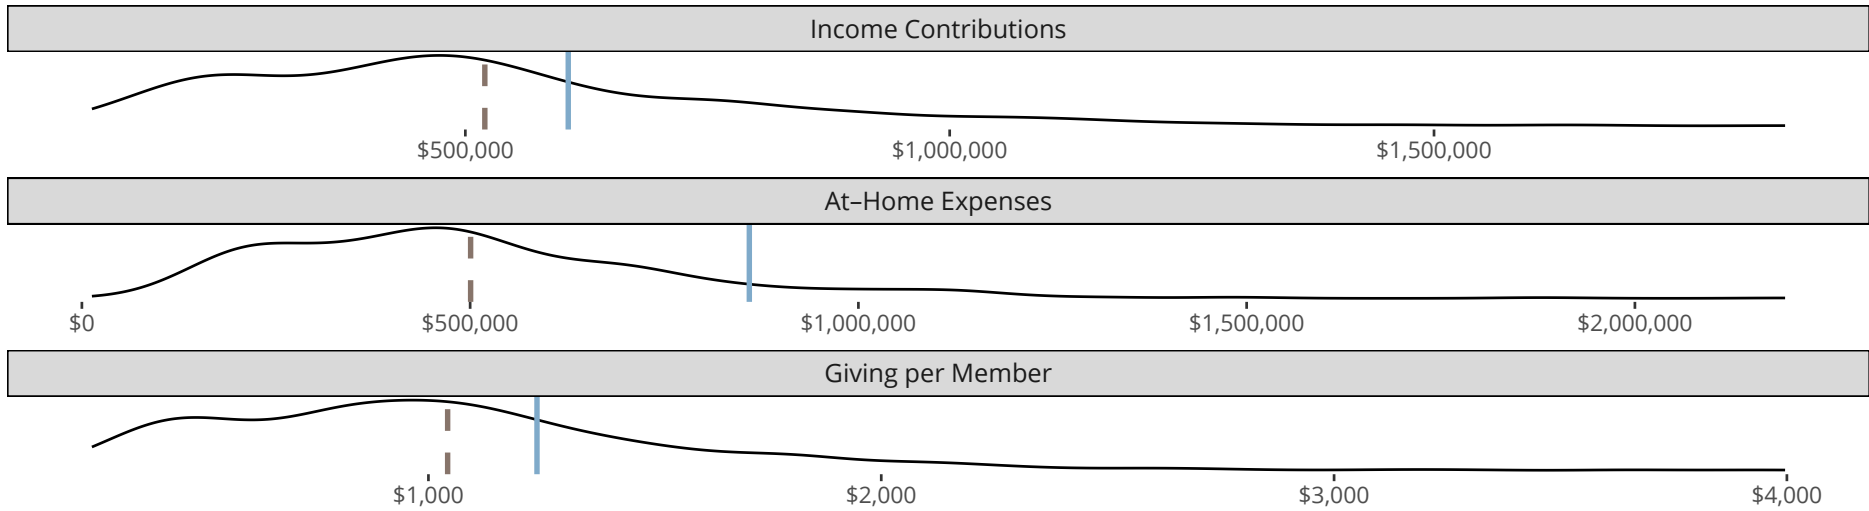 Income Contributions
$500,000 $1,000,000 $1,500,000
At–Home Expenses
$0 $500,000 $1,000,000 $1,500,000 $2,000,000
Giving per Member
$1,000 $2,000 $3,000 $4,000